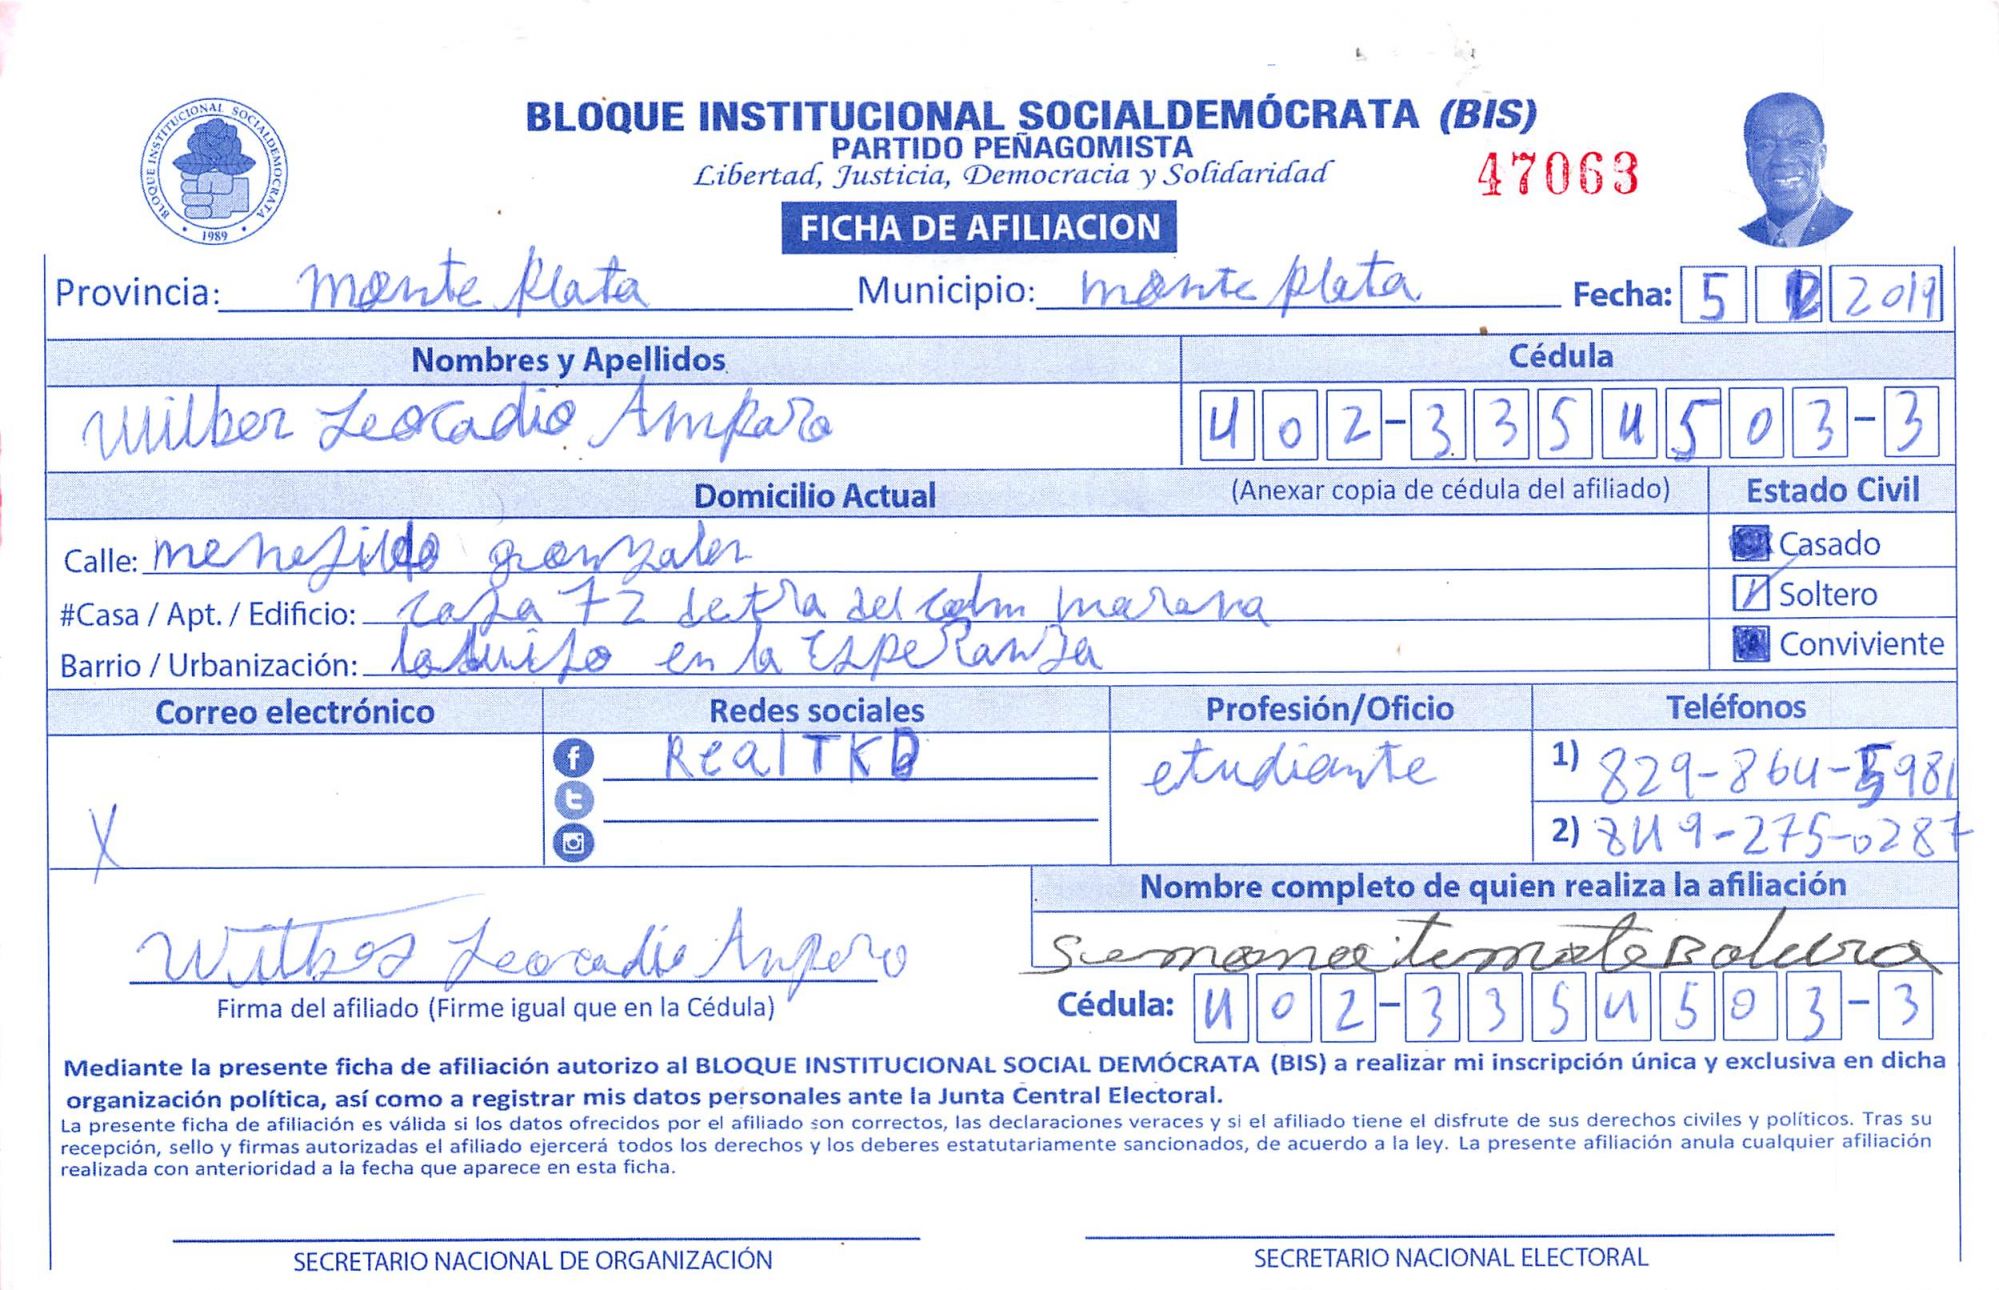 BLOQUE INSTITUCIONAL SOCIALDEMOCRATA
1989
BLOQUE INSTITUCIONAL SOCIALDEMÓCRATA (BIS)
PARTIDO PEÑAGOMISTA
Libertad, Justicia, Democracia y Solidaridad
47063
FICHA DE AFILIACION
Provincia: Monte Plata Municipio: Monte Plata Fecha: 5 2019
Nombres y Apellidos Cédula
Wilber Leocadio Amparo 402-3354503-3
Domicilio Actual (Anexar copia de cédula del afiliado) Estado Civil
Calle: gonzalez Casado
#Casa / Apt. / Edificio: casa 72 detra del Soltero
Barrio / Urbanización: en la EspeRanza Conviviente
Correo electrónico Redes sociales Profesión/Oficio Teléfonos
X
Real TKD
etudiante
1) 829-864-5981
2) 849-275-0287
Nombre completo de quien realiza la afiliación
Leocadio Amparo
Firma del afiliado (Firme igual que en la Cédula)
Cédula: 402-3354503-3
Mediante la presente ficha de afiliación autorizo al BLOQUE INSTITUCIONAL SOCIAL DEMÓCRATA (BIS) a realizar mi inscripción única y exclusiva en dicha
organización política, así como a registrar mis datos personales ante la Junta Central Electoral.
La presente ficha de afiliación es válida si los datos ofrecidos por el afiliado son correctos, las declaraciones veraces y si el afiliado tiene el disfrute de sus derechos civiles y políticos. Tras su
recepción, sello y firmas autorizadas el afiliado ejercerá todos los derechos y los deberes estatutariamente sancionados, de acuerdo a la ley. La presente afiliación anula cualquier afiliación
realizada con anterioridad a la fecha que aparece en esta ficha.
SECRETARIO NACIONAL DE ORGANIZACIÓN SECRETARIO NACIONAL ELECTORAL